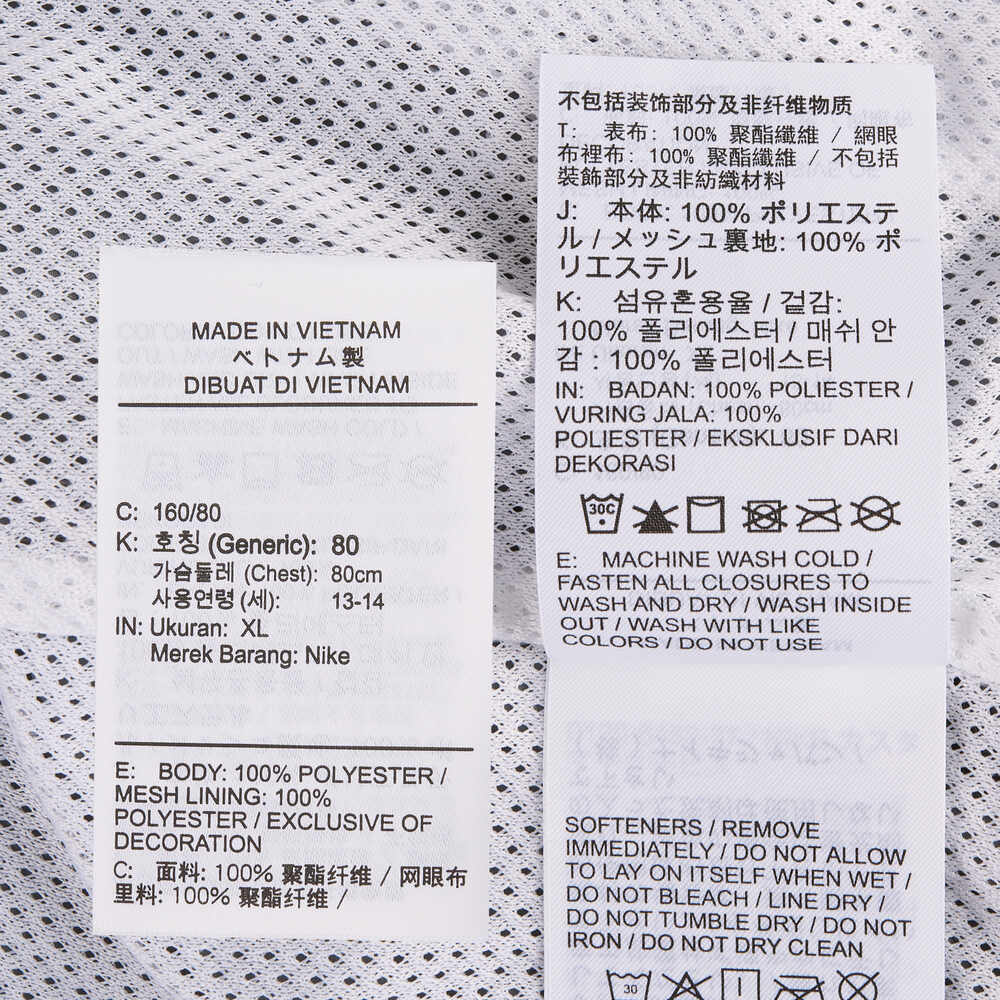 MADE IN VIETNAM
ベトナム製
DIBUAT DI VIETNAM
C: 160/80
K: 호칭 (Generic): 80
가슴둘레 (Chest): 80cm
사용연령 (세): 13-14
IN: Ukuran: XL
Merek Barang: Nike
E: BODY: 100% POLYESTER /
MESH LINING: 100%
POLYESTER / EXCLUSIVE OF
DECORATION
C: 面料: 100% 聚酯纤维 / 网眼布
里料: 100% 聚酯纤维 /
不包括装饰部分及非纤维物质
T: 表布: 100% 聚酯纖維 / 網眼
布裡布: 100% 聚酯纖維 / 不包括
裝飾部分及非紡織材料
J: 本体: 100% ポリエステ
ル / メッシュ裏地: 100% ポ
リエステル
K: 섬유혼용율 / 겉감:
100% 폴리에스터 / 매쉬 안
감 : 100% 폴리에스터
IN: BADAN: 100% POLIESTER /
VURING JALA: 100%
POLIESTER / EKSKLUSIF DARI
DEKORASI
30C
E: MACHINE WASH COLD /
FASTEN ALL CLOSURES TO
WASH AND DRY / WASH INSIDE
OUT / WASH WITH LIKE
COLORS / DO NOT USE
SOFTENERS / REMOVE
IMMEDIATELY / DO NOT ALLOW
TO LAY ON ITSELF WHEN WET /
DO NOT BLEACH / LINE DRY /
DO NOT TUMBLE DRY / DO NOT
IRON / DO NOT DRY CLEAN
30